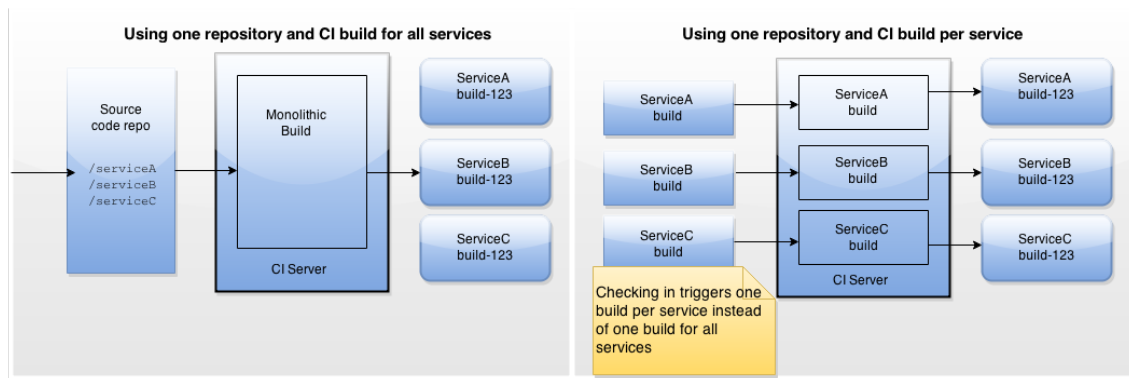 Using one repository and CI build for all services
Source
code repo
/serviceA
/serviceB
/serviceC
Monolithic
Build
CI Server
ServiceA
build-123
ServiceB
build-123
ServiceC
build-123
Using one repository and CI build per service
ServiceA
build
ServiceB
build
ServiceC
build
Checking in triggers one
build per service instead
of one build for all
services
ServiceA
build
ServiceB
build
ServiceC
build
CI Server
ServiceA
build-123
ServiceB
build-123
ServiceC
build-123